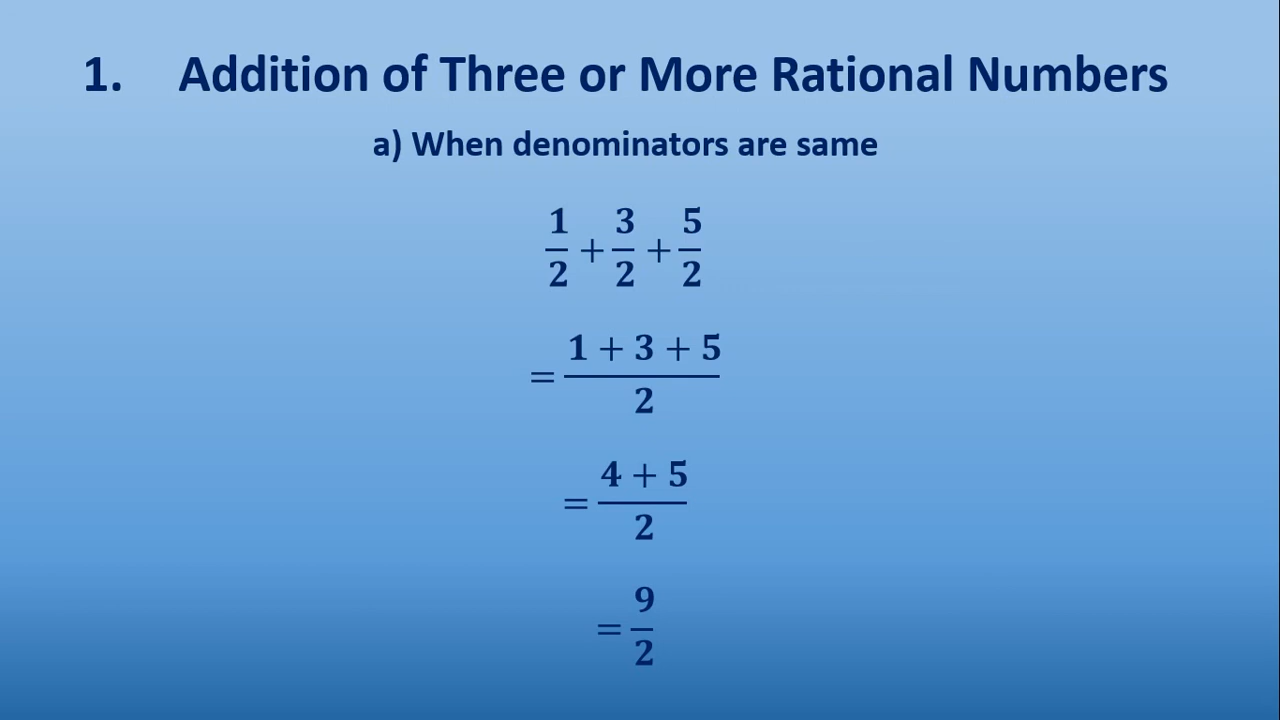 1. Addition of Three or More Rational Numbers
a) When denominators are same
1/2 + 3/2 + 5/2
= (1 + 3 + 5)/2
= (4 + 5)/2
= 9/2